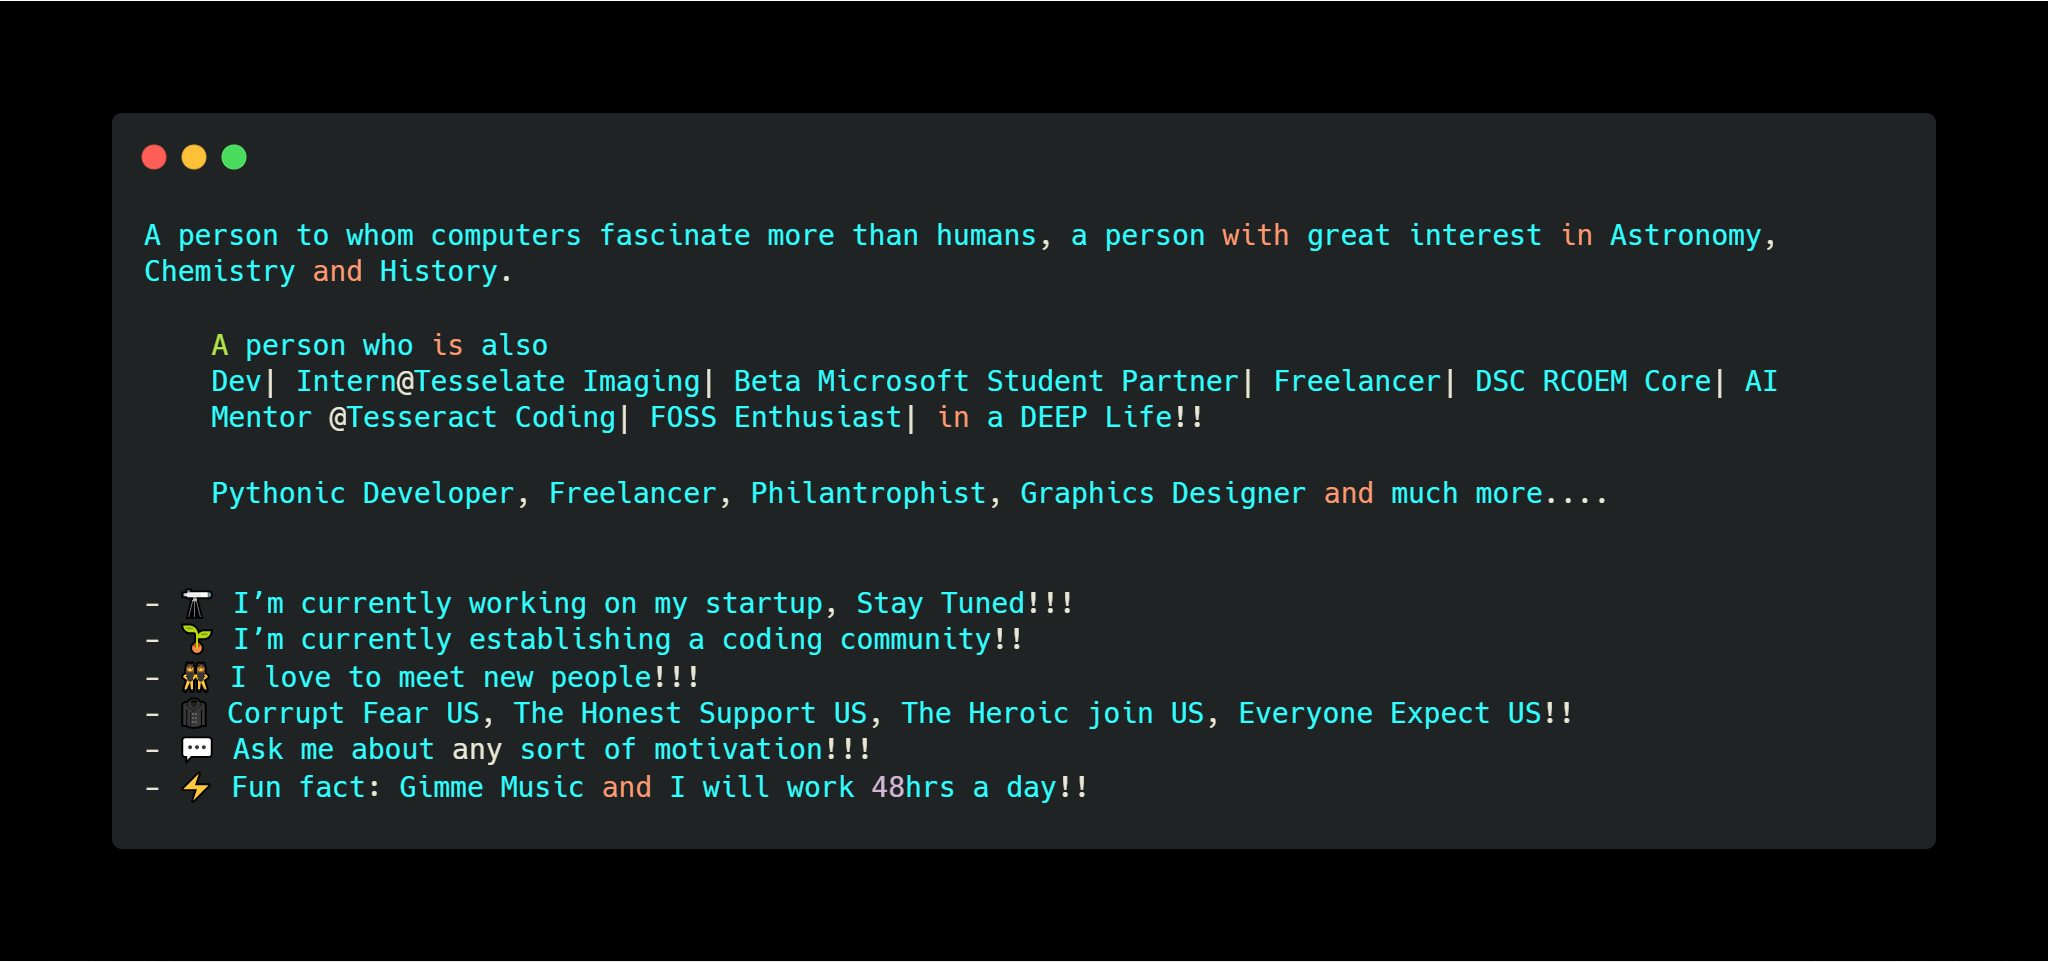 A person to whom computers fascinate more than humans, a person with great interest in Astronomy,
Chemistry and History.
A person who is also
Dev| Intern@Tesselate Imaging| Beta Microsoft Student Partner| Freelancer| DSC RCOEM Core| AI
Mentor @Tesseract Coding| FOSS Enthusiast| in a DEEP Life!!
Pythonic Developer, Freelancer, Philantrophist, Graphics Designer and much more....
- 🔭 I’m currently working on my startup, Stay Tuned!!!
- 🌱 I’m currently establishing a coding community!!
- 👯 I love to meet new people!!!
- 🧥 Corrupt Fear US, The Honest Support US, The Heroic join US, Everyone Expect US!!
- 💬 Ask me about any sort of motivation!!!
- ⚡ Fun fact: Gimme Music and I will work 48hrs a day!!